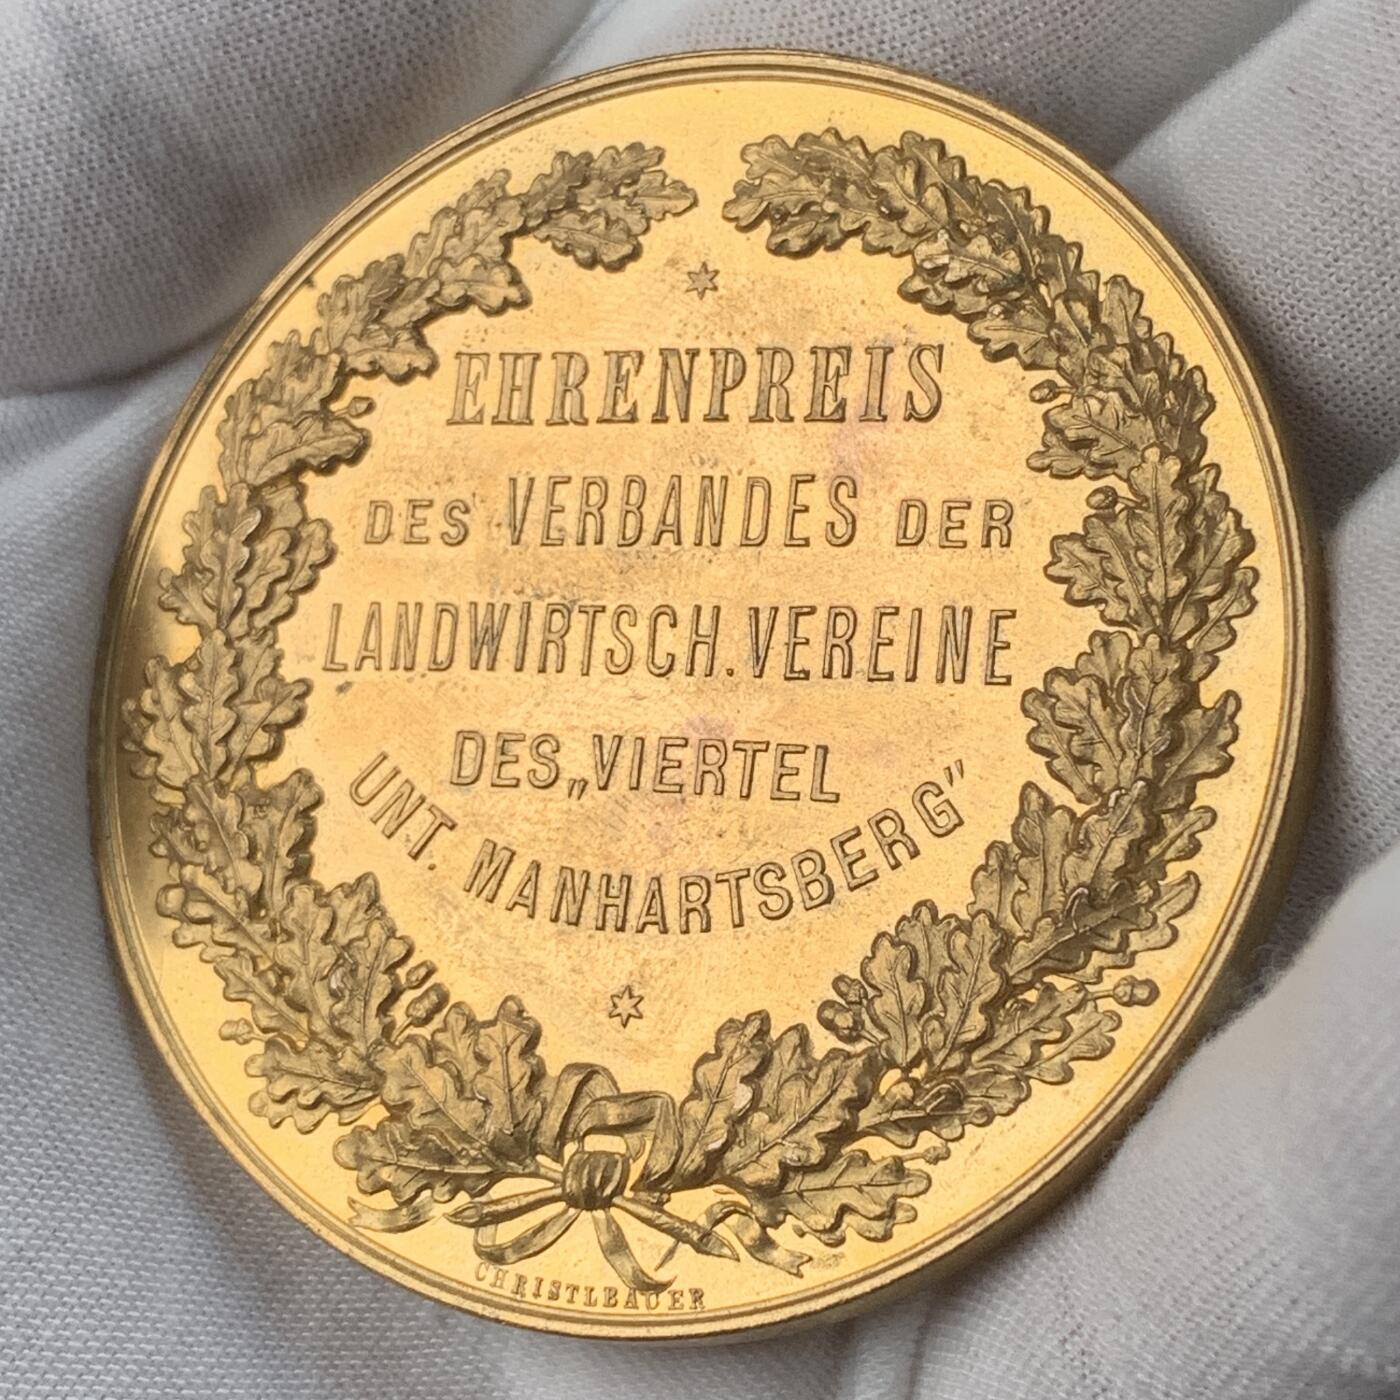 EHRENPREIS
DES VERBANDES DER
LANDWIRTSCH. VEREINE
DES „VIERTEL
UNT. MANHARTSBERG"
CHRISTLBAUER